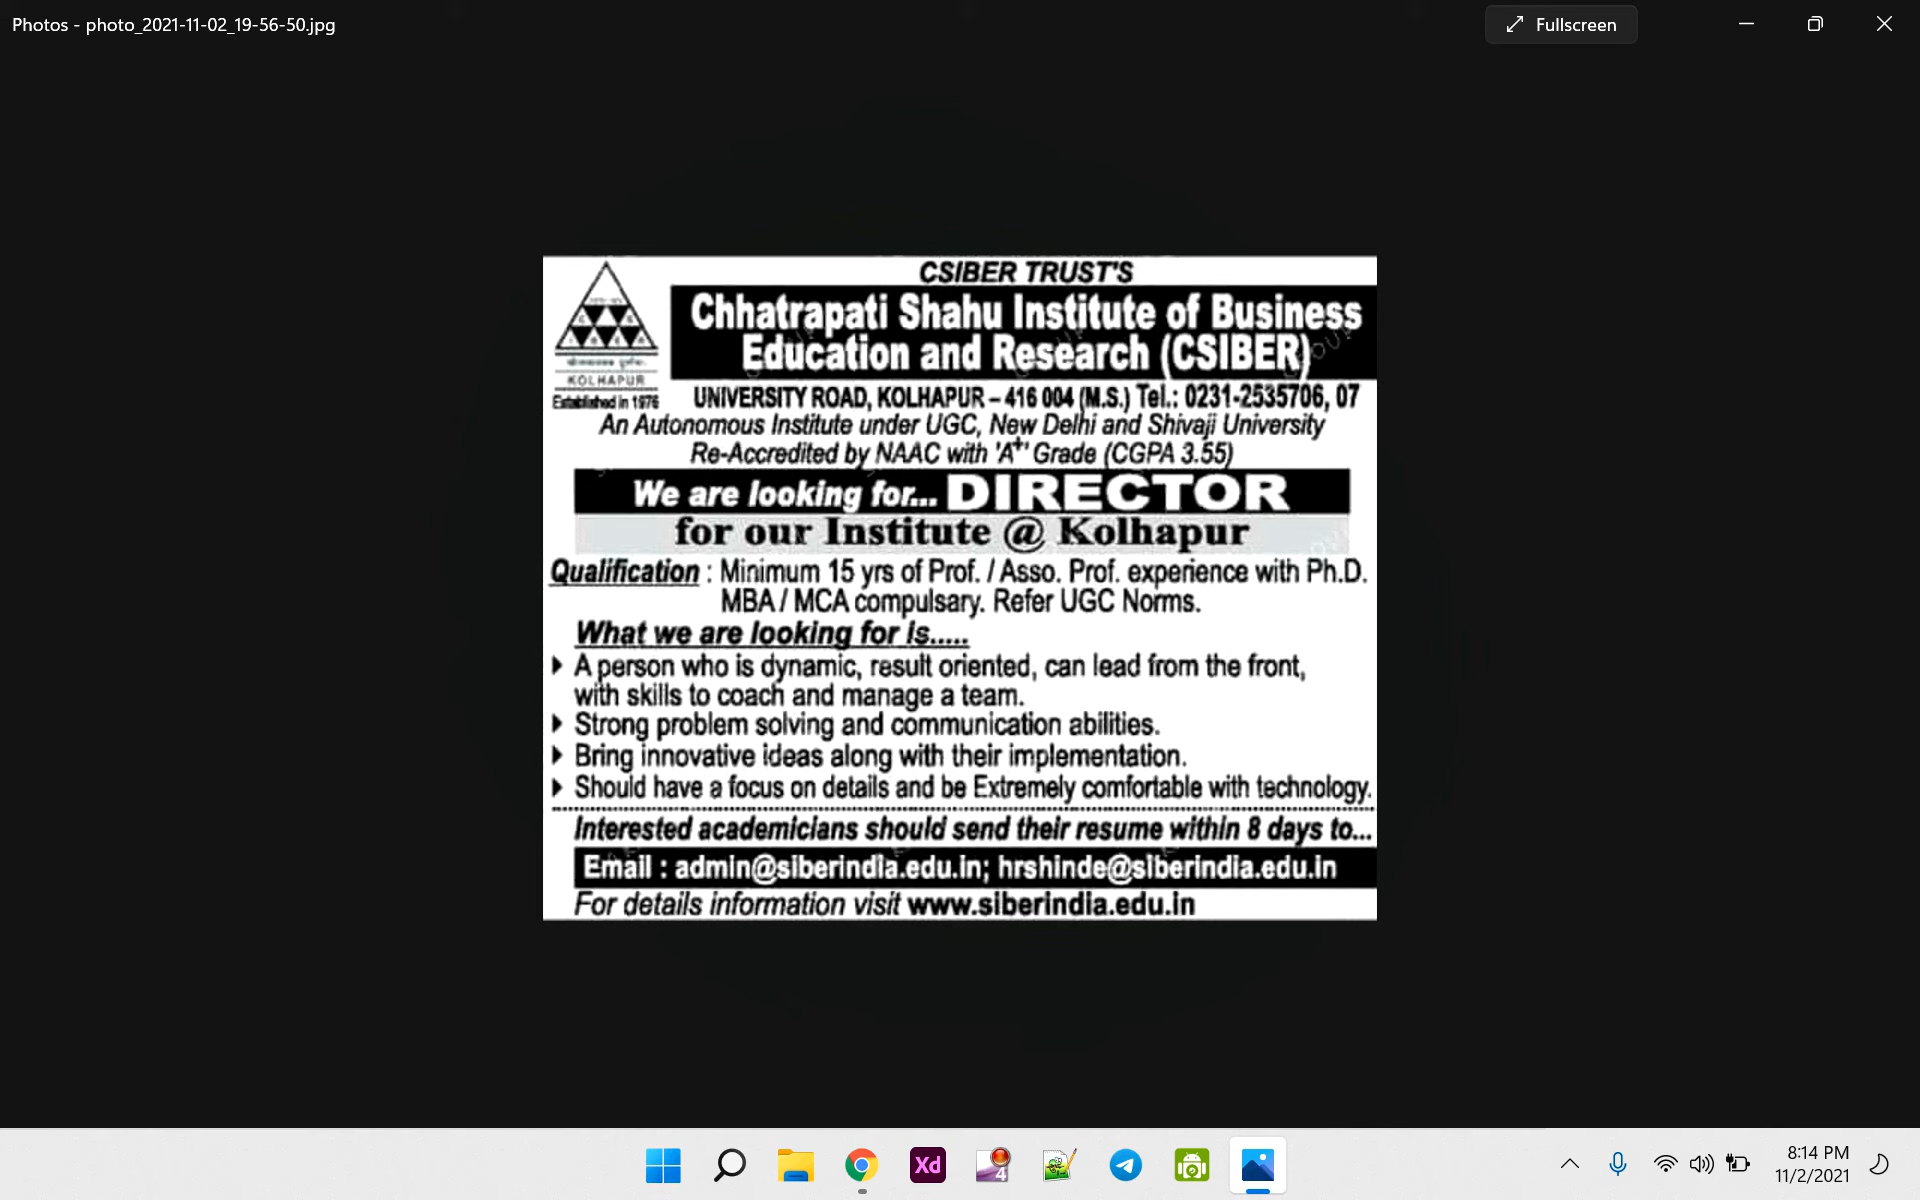 Photos - photo_2021-11-02_19-56-50.jpg
Fullscreen
CSIBER TRUST'S
Chhatrapati Shahu Institute of Business
Education and Research (CSIBER)
KOLHAPUR
Established in 1976
UNIVERSITY ROAD, KOLHAPUR – 416 004 (M.S.) Tel.: 0231-2535706, 07
An Autonomous Institute under UGC, New Delhi and Shivaji University
Re-Accredited by NAAC with 'A+' Grade (CGPA 3.55)
We are looking for... DIRECTOR
for our Institute @ Kolhapur
Qualification : Minimum 15 yrs of Prof. / Asso. Prof. experience with Ph.D.
MBA / MCA compulsary. Refer UGC Norms.
What we are looking for is.....
A person who is dynamic, result oriented, can lead from the front,
with skills to coach and manage a team.
Strong problem solving and communication abilities.
Bring innovative ideas along with their implementation.
Should have a focus on details and be Extremely comfortable with technology.
Interested academicians should send their resume within 8 days to...
Email : admin@siberindia.edu.in; hrshinde@siberindia.edu.in
For details information visit www.siberindia.edu.in
Xd
4
8:14 PM
11/2/2021